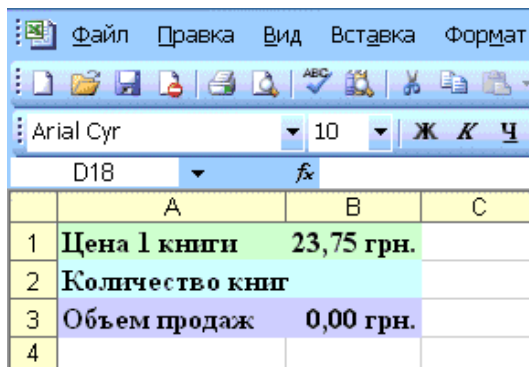 Файл Правка Вид Вставка Формат
ABC
Arial Cyr 10 Ж К Ч
D18 fx
A B C
1 Цена 1 книги 23,75 грн.
2 Количество книг
3 Объем продаж 0,00 грн.
4